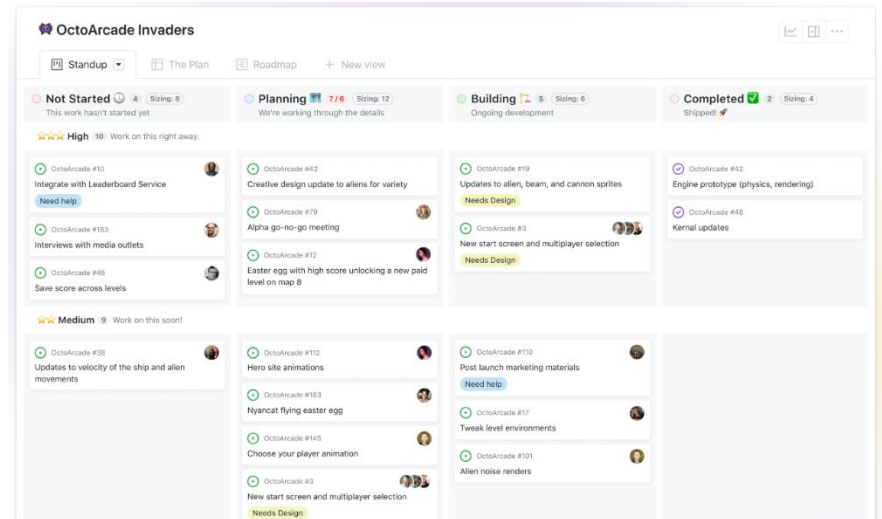 OctoArcade Invaders
Standup
The Plan
Roadmap
+ New view
Not Started 4 Sizing: 8
This work hasn't started yet
Planning 7/6 Sizing: 12
We're working through the details
Building 5 Sizing: 6
Ongoing development
Completed 2 Sizing: 4
Shipped!
High 10 Work on this right away.
OctoArcade #10
Integrate with Leaderboard Service
Need help
OctoArcade #183
Interviews with media outlets
OctoArcade #45
Save score across levels
OctoArcade #42
Creative design update to aliens for variety
OctoArcade #79
Alpha go-no-go meeting
OctoArcade #12
Easter egg with high score unlocking a new paid
level on map 8
OctoArcade #19
Updates to alien, beam, and cannon sprites
Needs Design
OctoArcade #3
New start screen and multiplayer selection
Needs Design
OctoArcade #42
Engine prototype (physics, rendering)
OctoArcade #48
Kernal updates
Medium 9 Work on this soon!
OctoArcade #38
Updates to velocity of the ship and alien
movements
OctoArcade #112
Hero site animations
OctoArcade #183
Nyancat flying easter egg
OctoArcade #145
Choose your player animation
OctoArcade #3
New start screen and multiplayer selection
Needs Design
OctoArcade #110
Post launch marketing materials
Need help
OctoArcade #17
Tweak level environments
OctoArcade #101
Alien noise renders